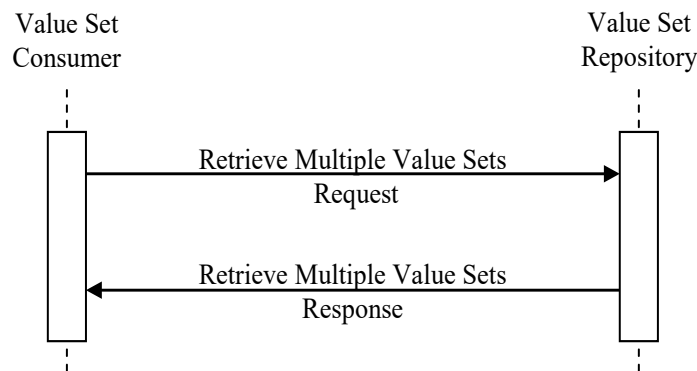 Value Set
Consumer
Value Set
Repository
Retrieve Multiple Value Sets
Request
Retrieve Multiple Value Sets
Response